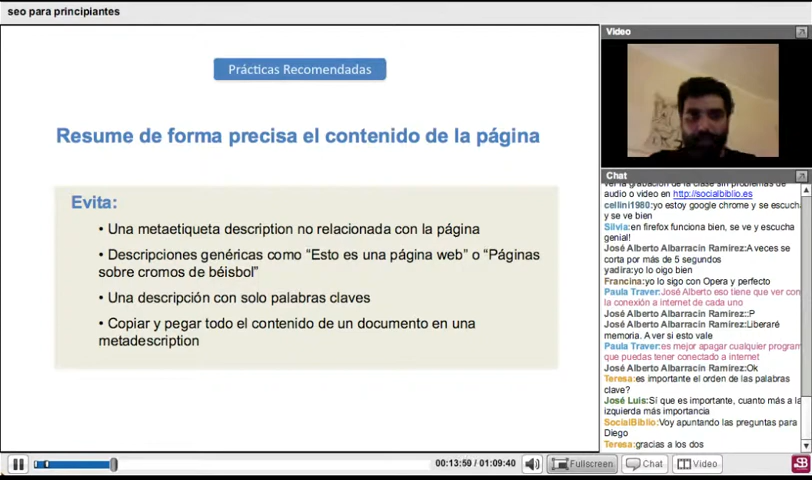 seo para principiantes
Prácticas Recomendadas
Resume de forma precisa el contenido de la página
Evita:
• Una metaetiqueta description no relacionada con la página
• Descripciones genéricas como “Esto es una página web” o “Páginas
sobre cromos de béisbol”
• Una descripción con solo palabras claves
• Copiar y pegar todo el contenido de un documento en una
metadescription
Video
Chat
ver la grabación de la clase sin problemas de
audio o video en http://socialbiblio.es
cellini1980:yo estoy google chrome y se escucha
y se ve bien
Silvia:en firefox funciona bien, se ve y escucha
genial!
José Alberto Albarracín Ramírez:A veces se
corta por más de 5 segundos
yadira:yo lo oigo bien
Francina:yo lo sigo con Opera y perfecto
Paula Traver:José Alberto eso tiene que ver con
la conexión a internet de cada uno
José Alberto Albarracín Ramírez::P
José Alberto Albarracín Ramírez:Liberaré
memoria. A ver si esto vale
Paula Traver:es mejor apagar cualquier program
que puedas tener conectado a internet
José Alberto Albarracín Ramírez:Ok
Teresa:es importante el orden de las palabras
clave?
José Luis:Sí que es importante, cuanto más a la
izquierda más importancia
SocialBiblio:Voy apuntando las preguntas para
Diego
Teresa:gracias a los dos
00:13:59 / 01:09:40
Fullscreen
Chat
Video